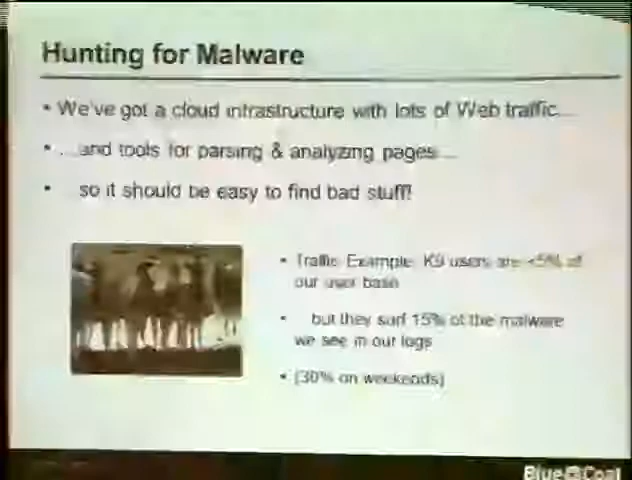 Hunting for Malware
• We've got a cloud infrastructure with lots of Web traffic...
• ...and tools for parsing & analyzing pages...
• so it should be easy to find bad stuff!
• Traffic Example: K9 users are <5% of
our user base
• but they surf 15% of the malware
we see in our logs
• (30% on weekends)
Blue Coat